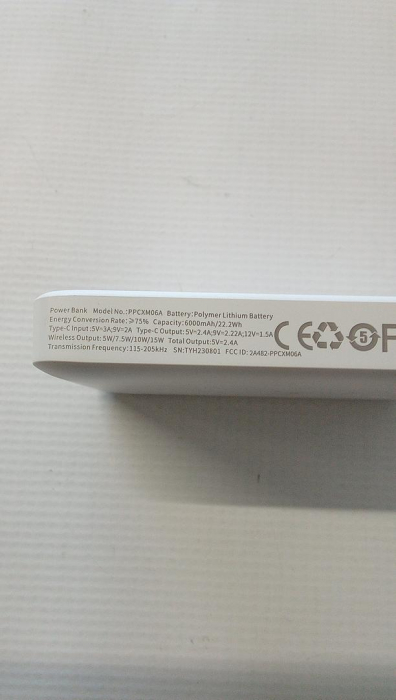 Power Bank Model No.:PPCXM06A Battery:Polymer Lithium Battery
Energy Conversion Rate:≥75% Capacity:6000mAh/22.2Wh
Type-C Input:5V=3A;9V=2A Type-C Output:5V=2.4A;9V=2.22A;12V=1.5A
Wireless Output:5W/7.5W/10W/15W Total Output:5V=2.4A
Transmission Frequency:115-205kHz SN:TYH230801 FCC ID:2A482-PPCXM06A
CE 5 F